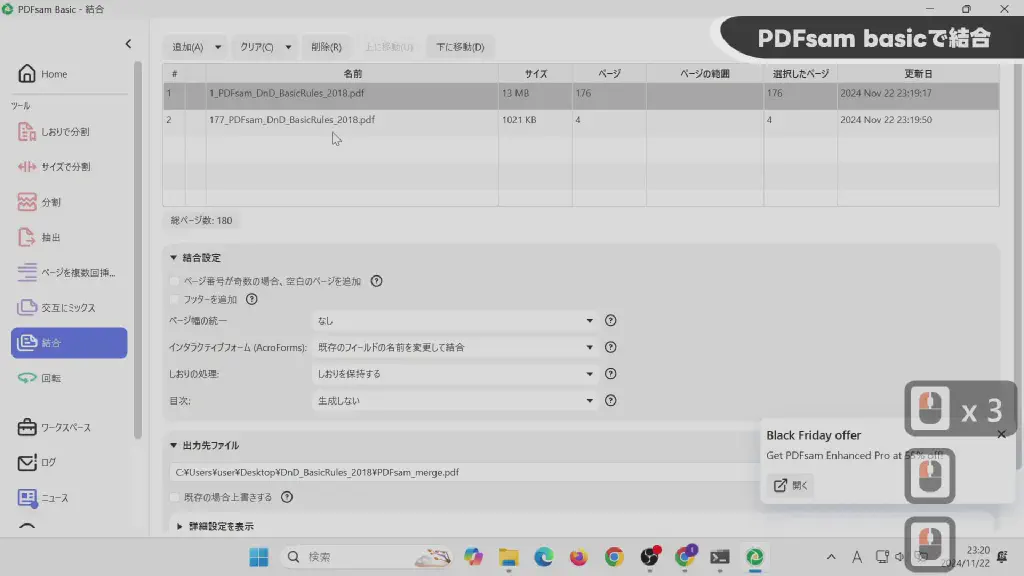 PDFsam Basic - 結合
PDFsam basicで結合
追加(A)
クリア(C)
削除(R)
上に移動(U)
下に移動(D)
Home
ツール
しおりで分割
サイズで分割
分割
抽出
ページを複数回挿...
交互にミックス
結合
回転
ワークスペース
ログ
ニュース
# 名前 サイズ ページ ページの範囲 選択したページ 更新日
1 1_PDFsam_DnD_BasicRules_2018.pdf 13 MB 176 176 2024 Nov 22 23:19:17
2 177_PDFsam_DnD_BasicRules_2018.pdf 1021 KB 4 4 2024 Nov 22 23:19:50
総ページ数: 180
結合設定
ページ番号が奇数の場合、空白のページを追加
フッターを追加
ページ幅の統一 なし
インタラクティブフォーム (AcroForms): 既存のフィールドの名前を変更して結合
しおりの処理: しおりを保持する
目次: 生成しない
出力先ファイル
C:¥Users¥user¥Desktop¥DnD_BasicRules_2018¥PDFsam_merge.pdf
既存の場合上書きする
詳細設定を表示
x 3
Black Friday offer
Get PDFsam Enhanced Pro at 55% off!
開く
検索
A
23:20
2024/11/22